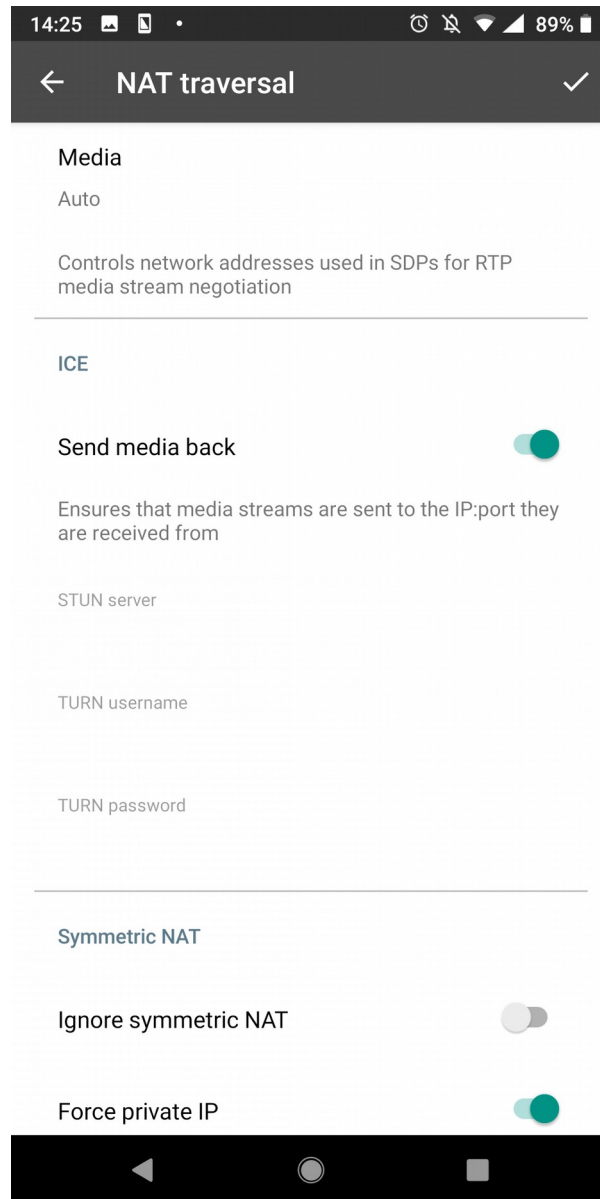 14:25
89%
NAT traversal
Media
Auto
Controls network addresses used in SDPs for RTP
media stream negotiation
ICE
Send media back
Ensures that media streams are sent to the IP:port they
are received from
STUN server
TURN username
TURN password
Symmetric NAT
Ignore symmetric NAT
Force private IP